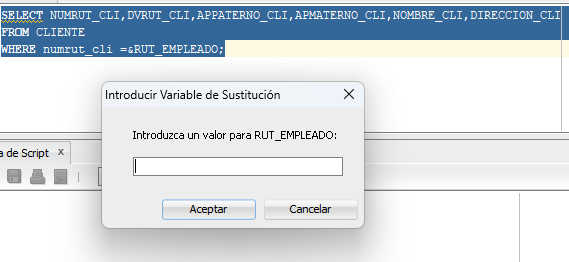 SELECT NUMRUT_CLI,DVRUT_CLI,APPATERNO_CLI,APMATERNO_CLI,NOMBRE_CLI,DIRECCION_CLI
FROM CLIENTE
WHERE numrut_cli =&RUT_EMPLEADO;
Introducir Variable de Sustitución
Introduzca un valor para RUT_EMPLEADO:
a de Script x
Aceptar Cancelar